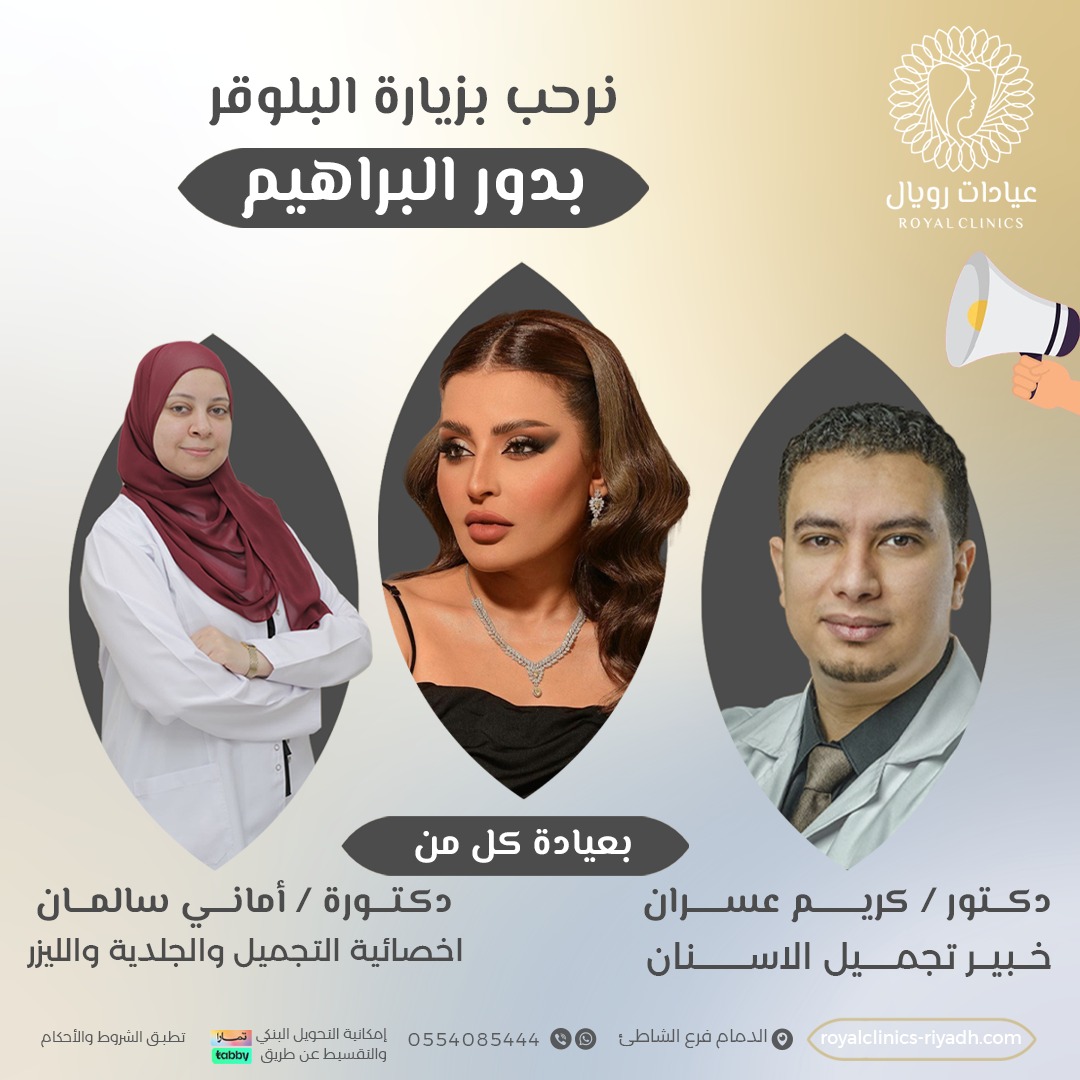 عيادات رويال
ROYAL CLINICS
نرحب بزيارة البلوقر
بدور البراهيم
بعيادة كل من
دكتور / كريم عسران
خبير تجميل الاسنان
دكتورة / أماني سالمان
اخصائية التجميل والجلدية والليزر
royalclinics-riyadh.com
الدمام فرع الشاطئ
0554085444
إمكانية التحويل البنكي
والتقسيط عن طريق
تمارا
tabby
تطبق الشروط والأحكام